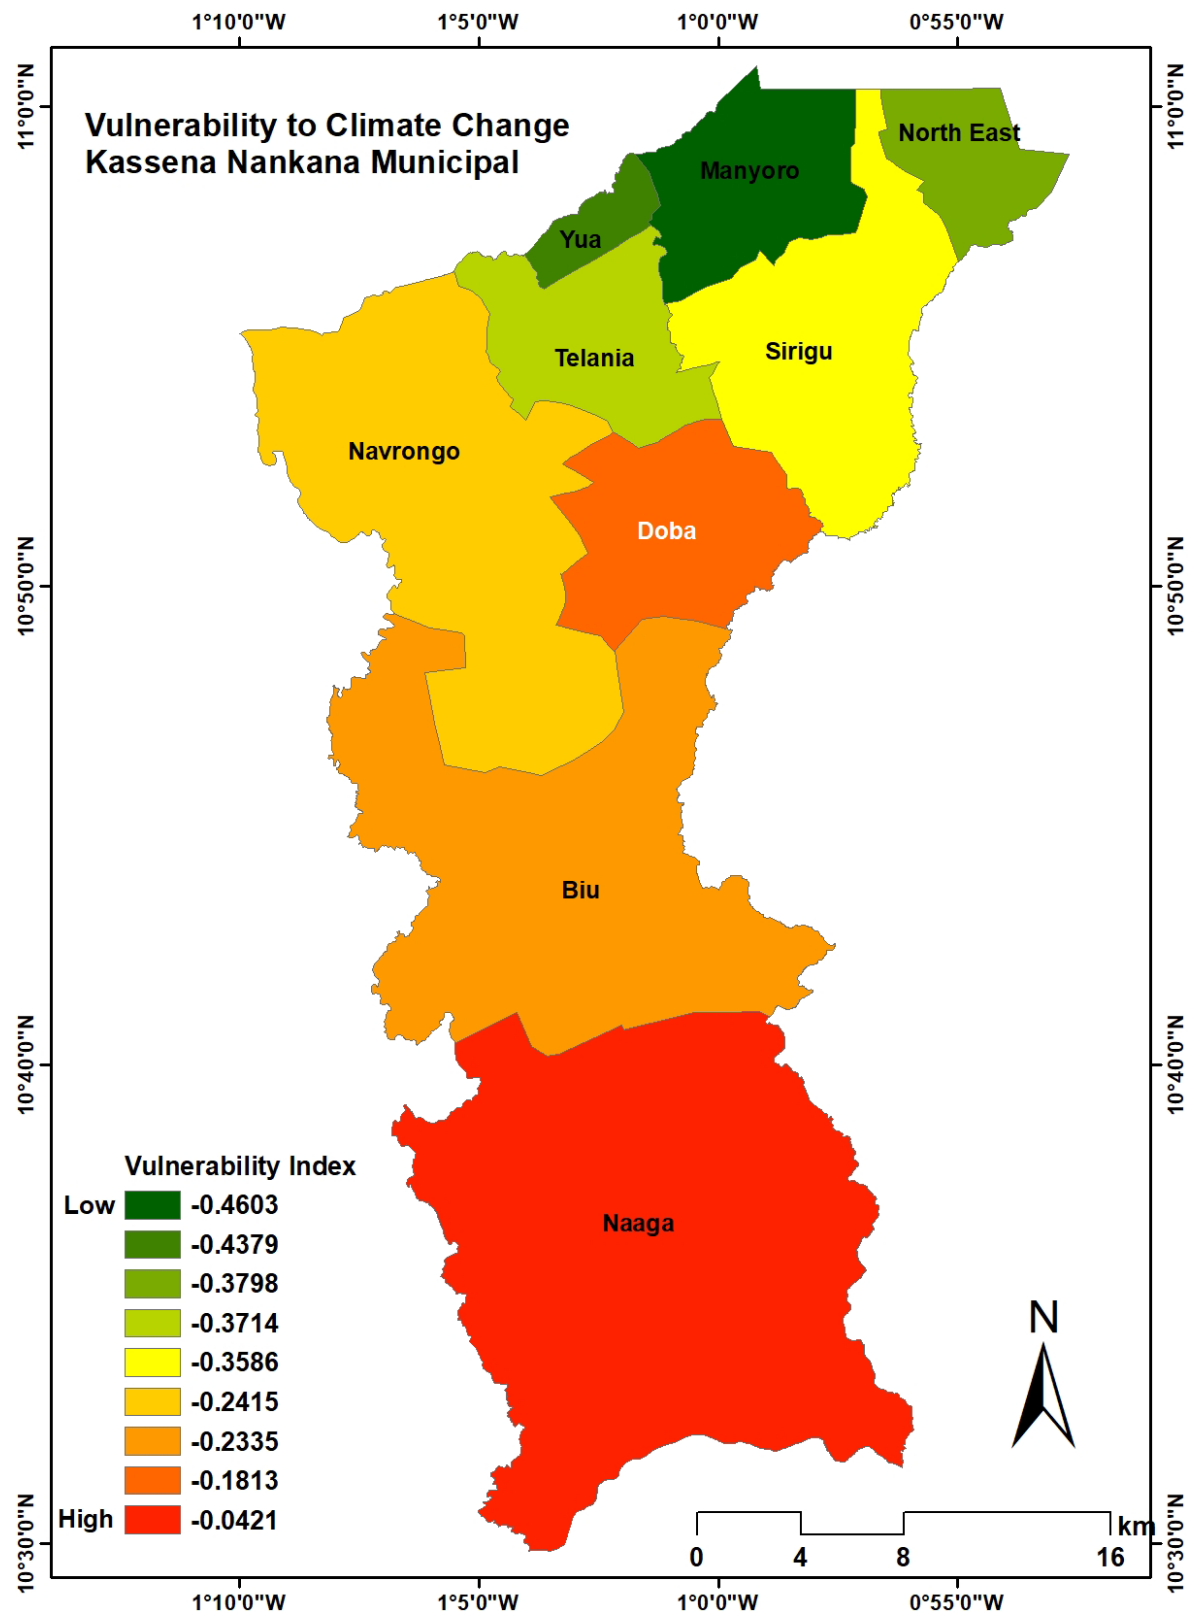 1°10'0"W 1°5'0"W 1°0'0"W 0°55'0"W
11°0'0"N
11°0'0"N
Vulnerability to Climate Change
Kassena Nankana Municipal
North East
Manyoro
Yua
Sirigu
Telania
Navrongo
Doba
10°50'0"N
10°50'0"N
Biu
10°40'0"N
10°40'0"N
Naaga
Vulnerability Index
Low -0.4603
-0.4379
-0.3798
-0.3714
-0.3586
-0.2415
-0.2335
-0.1813
High -0.0421
N
km
0 4 8 16
10°30'0"N
10°30'0"N
1°10'0"W 1°5'0"W 1°0'0"W 0°55'0"W